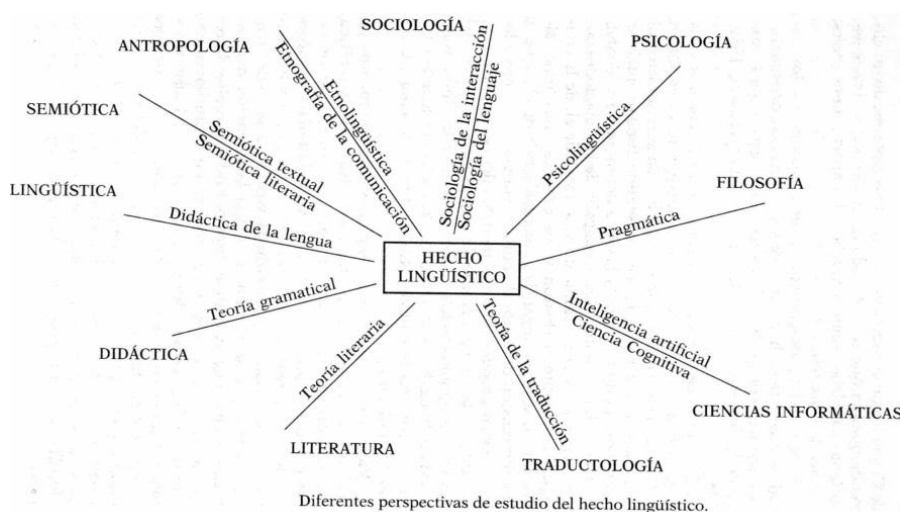 SOCIOLOGÍA
ANTROPOLOGÍA
PSICOLOGÍA
SEMIÓTICA
LINGÜÍSTICA
FILOSOFÍA
Etnolingüística
Etnografía de la comunicación
Sociología de la interacción
Sociología del lenguaje
Psicolingüística
Semiótica textual
Semiótica literaria
Didáctica de la lengua
Pragmática
HECHO
LINGÜÍSTICO
Teoría gramatical
Teoría literaria
Teoría de la traducción
Inteligencia artificial
Ciencia Cognitiva
DIDÁCTICA
CIENCIAS INFORMÁTICAS
LITERATURA
TRADUCTOLOGÍA
Diferentes perspectivas de estudio del hecho lingüístico.